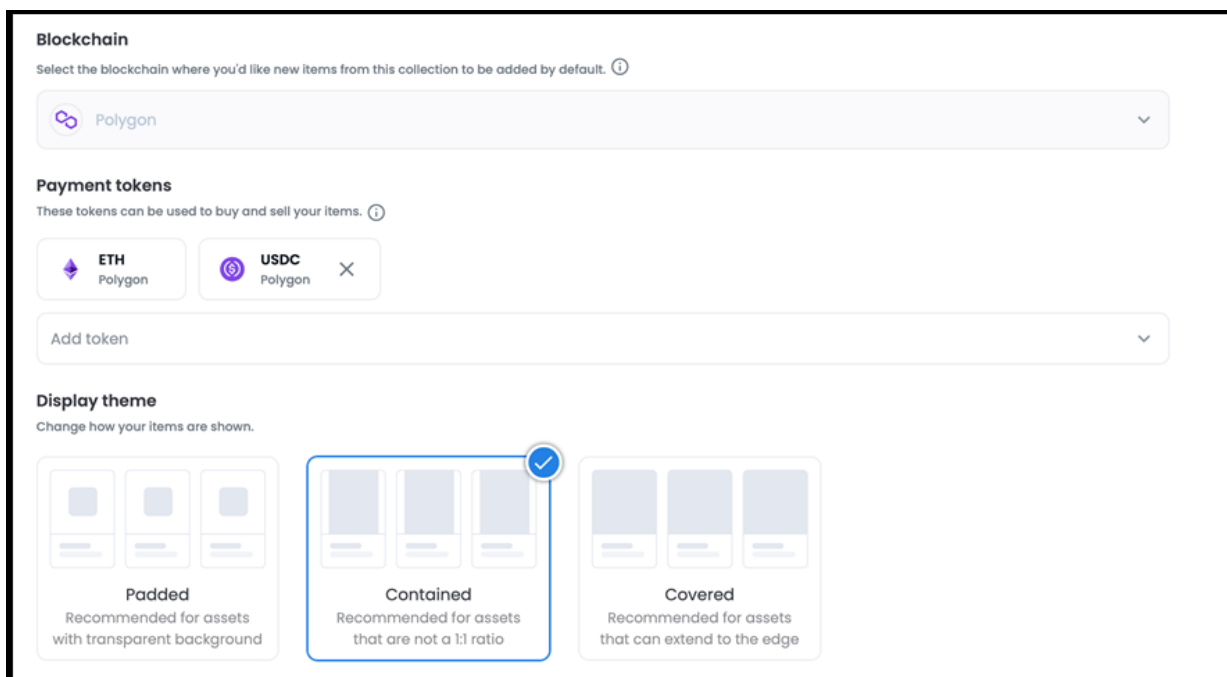 Blockchain
Select the blockchain where you'd like new items from this collection to be added by default.
Polygon
Payment tokens
These tokens can be used to buy and sell your items.
ETH
Polygon
USDC
Polygon
Add token
Display theme
Change how your items are shown.
Padded
Recommended for assets
with transparent background
Contained
Recommended for assets
that are not a 1:1 ratio
Covered
Recommended for assets
that can extend to the edge